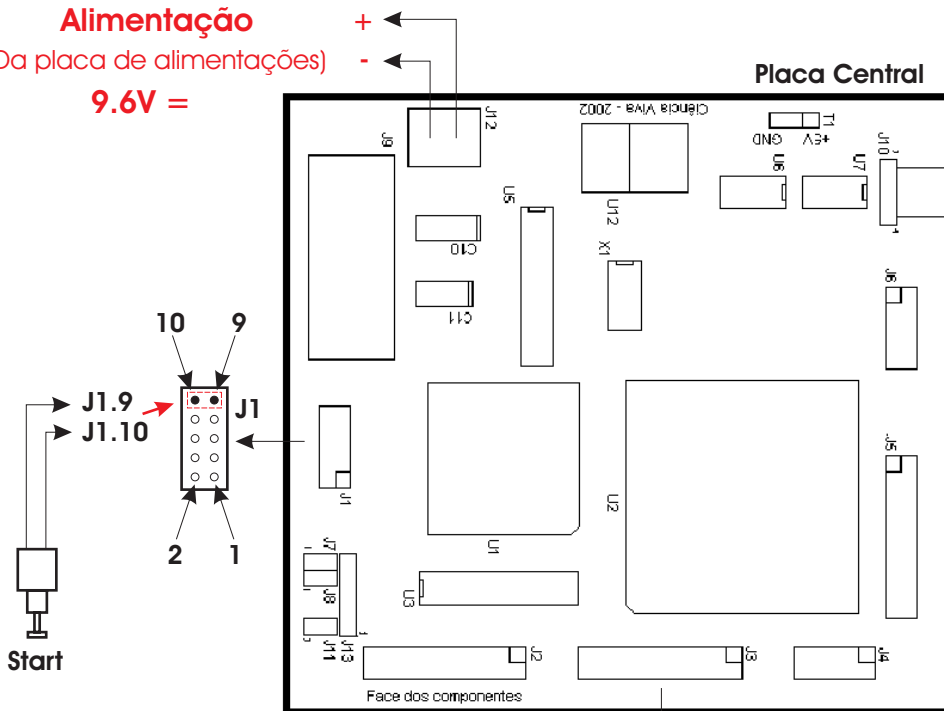 Alimentação
+
Da placa de alimentações)
-
9.6V =
Placa Central
J12
Ciência Viva - 2002
T1
GND +5V
J9
J10
U6
U7
U5
U12
C10
X1
C11
J6
10 9
J1.9
J1
J1.10
J5
J1
U2
2 1
U1
J7
U3
J8
J11
J13
J2
J3
J4
Start
Face dos componentes